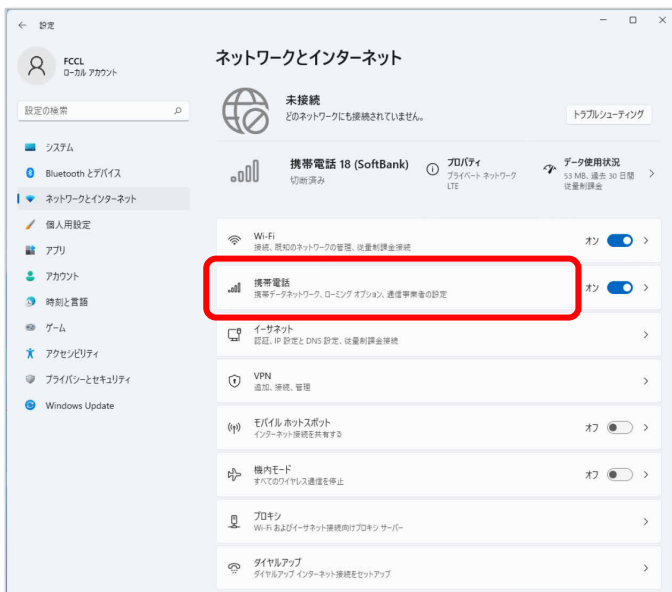 設定
FCCL
ローカル アカウント
設定の検索
システム
Bluetooth とデバイス
ネットワークとインターネット
個人用設定
アプリ
アカウント
時刻と言語
ゲーム
アクセシビリティ
プライバシーとセキュリティ
Windows Update
ネットワークとインターネット
未接続
どのネットワークにも接続されていません。
トラブルシューティング
携帯電話 18 (SoftBank)
切断済み
プロパティ
プライベート ネットワーク
LTE
データ使用状況
53 MB、過去 30 日間
従量制課金
Wi-Fi
接続、既知のネットワークの管理、従量制課金接続
オン
携帯電話
携帯データネットワーク、ローミング オプション、通信事業者の設定
オン
イーサネット
認証、IP 設定と DNS 設定、従量制課金接続
VPN
追加、接続、管理
モバイル ホットスポット
インターネット接続を共有する
オフ
機内モード
すべてのワイヤレス通信を停止
オフ
プロキシ
Wi-Fi およびイーサネット接続向けプロキシ サーバー
ダイヤルアップ
ダイヤルアップ インターネット接続をセットアップ